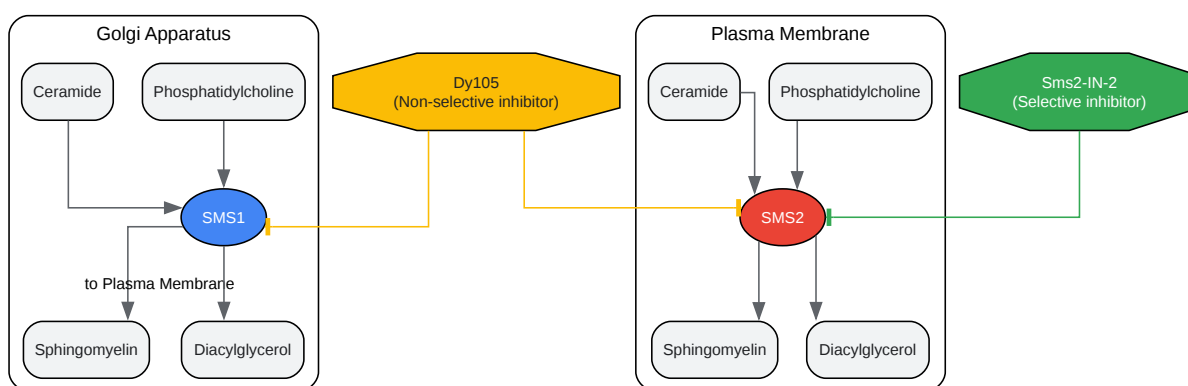 Golgi Apparatus
Plasma Membrane
Ceramide
Phosphatidylcholine
Dy105
(Non-selective inhibitor)
Ceramide
Phosphatidylcholine
Sms2-IN-2
(Selective inhibitor)
SMS1
SMS2
to Plasma Membrane
Sphingomyelin
Diacylglycerol
Sphingomyelin
Diacylglycerol